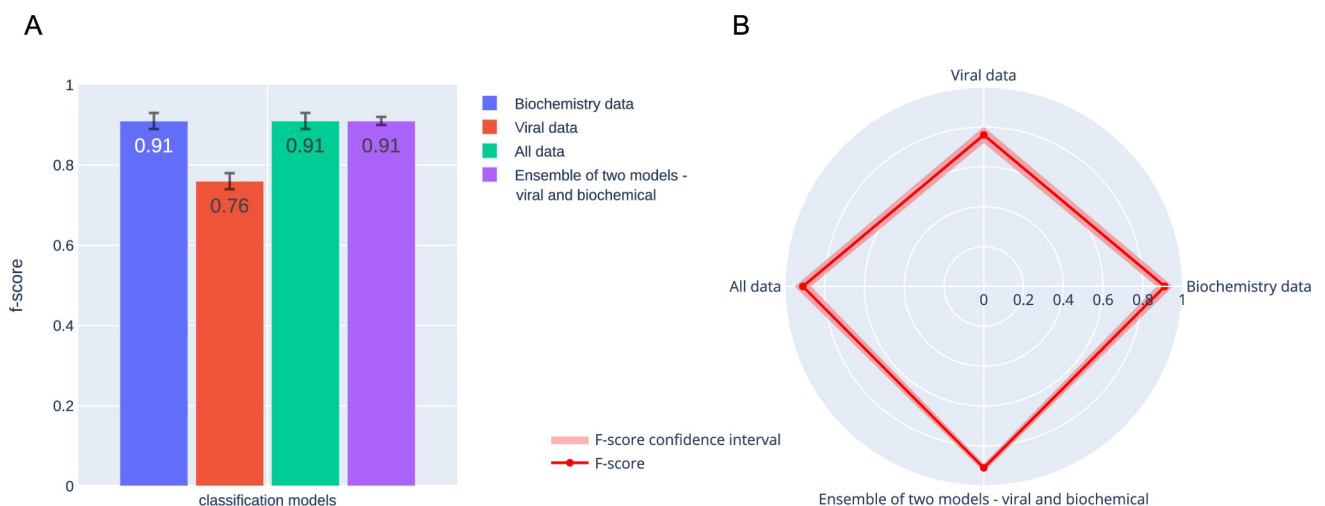 A
f-score
1
0.8
0.6
0.4
0.2
0
0.91
0.76
0.91
0.91
classification models
Biochemistry data
Viral data
All data
Ensemble of two models -
viral and biochemical
B
Viral data
All data
0
0.2
0.4
0.6
0.8
1
Biochemistry data
Ensemble of two models - viral and biochemical
F-score confidence interval
F-score